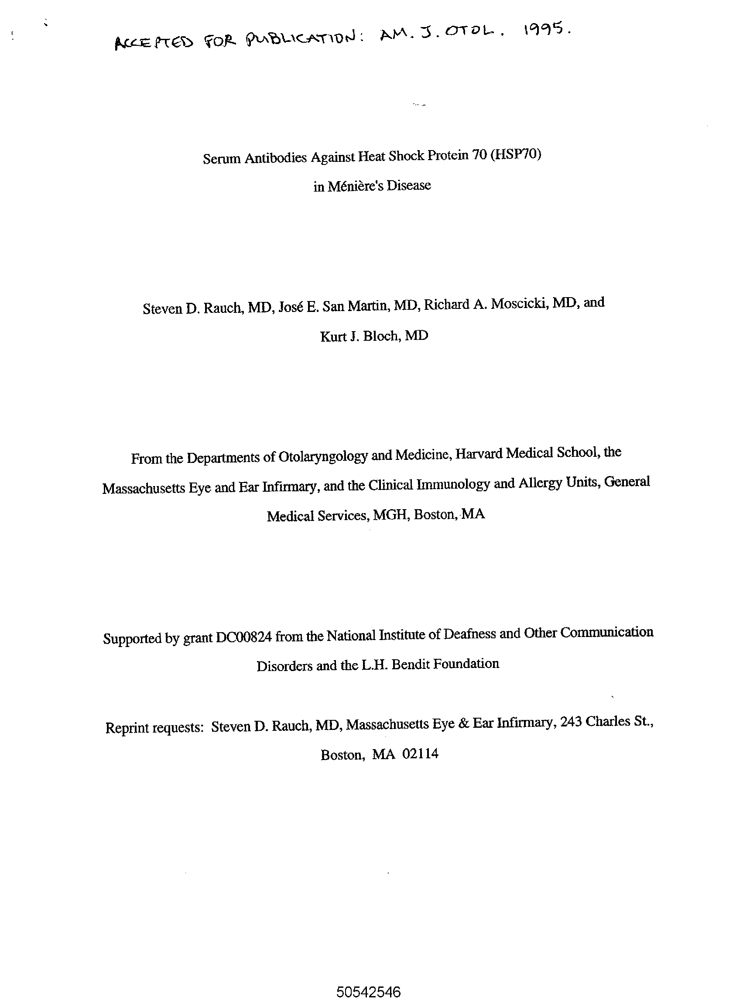 ACCEPTED FOR PUBLICATION: AM. J. OTOL. 1995.
Serum Antibodies Against Heat Shock Protein 70 (HSP70)
in Ménière's Disease
Steven D. Rauch, MD, José E. San Martin, MD, Richard A. Moscicki, MD, and
Kurt J. Bloch, MD
From the Departments of Otolaryngology and Medicine, Harvard Medical School, the
Massachusetts Eye and Ear Infirmary, and the Clinical Immunology and Allergy Units, General
Medical Services, MGH, Boston, MA
Supported by grant DC00824 from the National Institute of Deafness and Other Communication
Disorders and the L.H. Bendit Foundation
Reprint requests: Steven D. Rauch, MD, Massachusetts Eye & Ear Infirmary, 243 Charles St.,
Boston, MA 02114
50542546